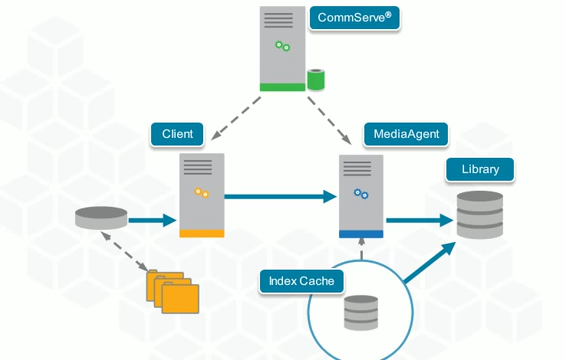 CommServe®
Client
MediaAgent
Library
Index Cache